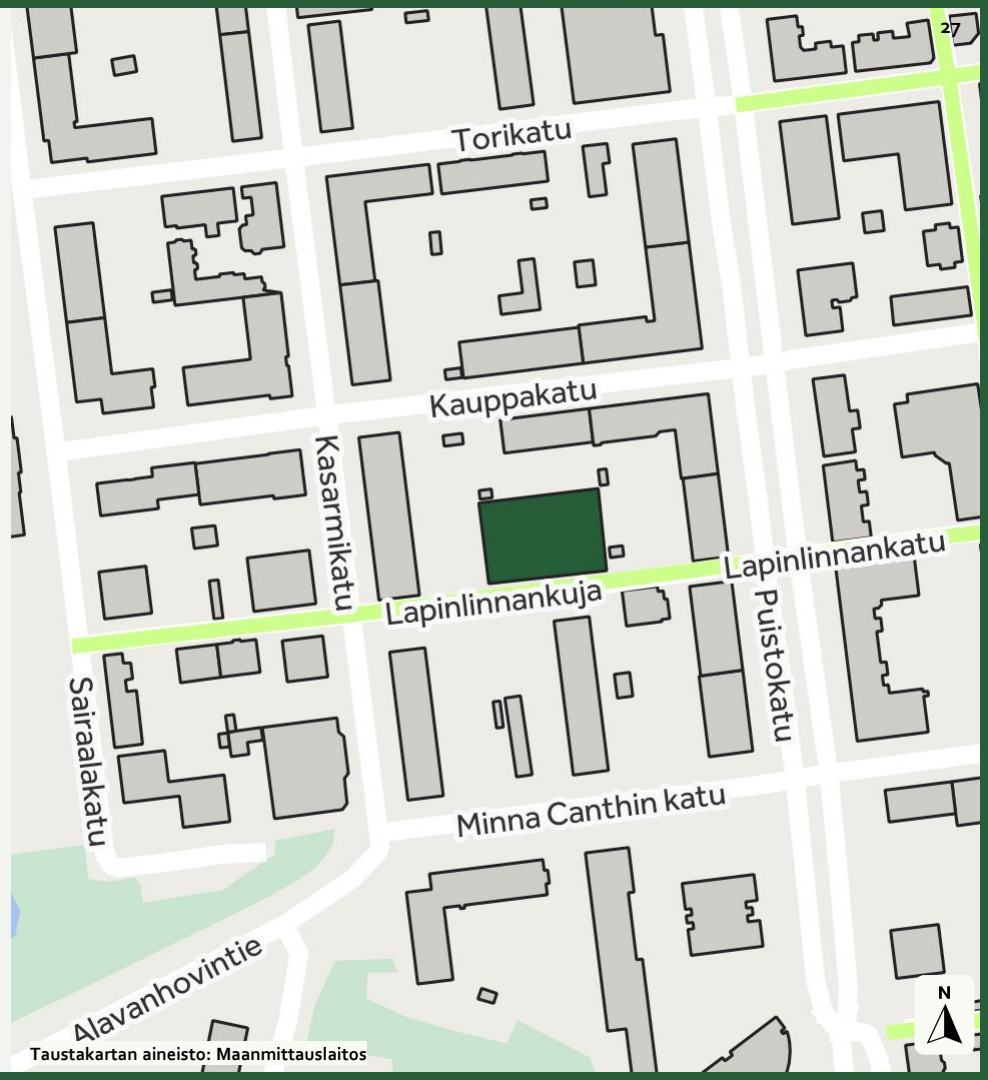 27
Torikatu
Kauppakatu
Kasarmikatu
Lapinlinnankatu
Lapinlinnankuja
Puistokatu
Sairaalakatu
Minna Canthin katu
Alavanhovintie
N
Taustakartan aineisto: Maanmittauslaitos